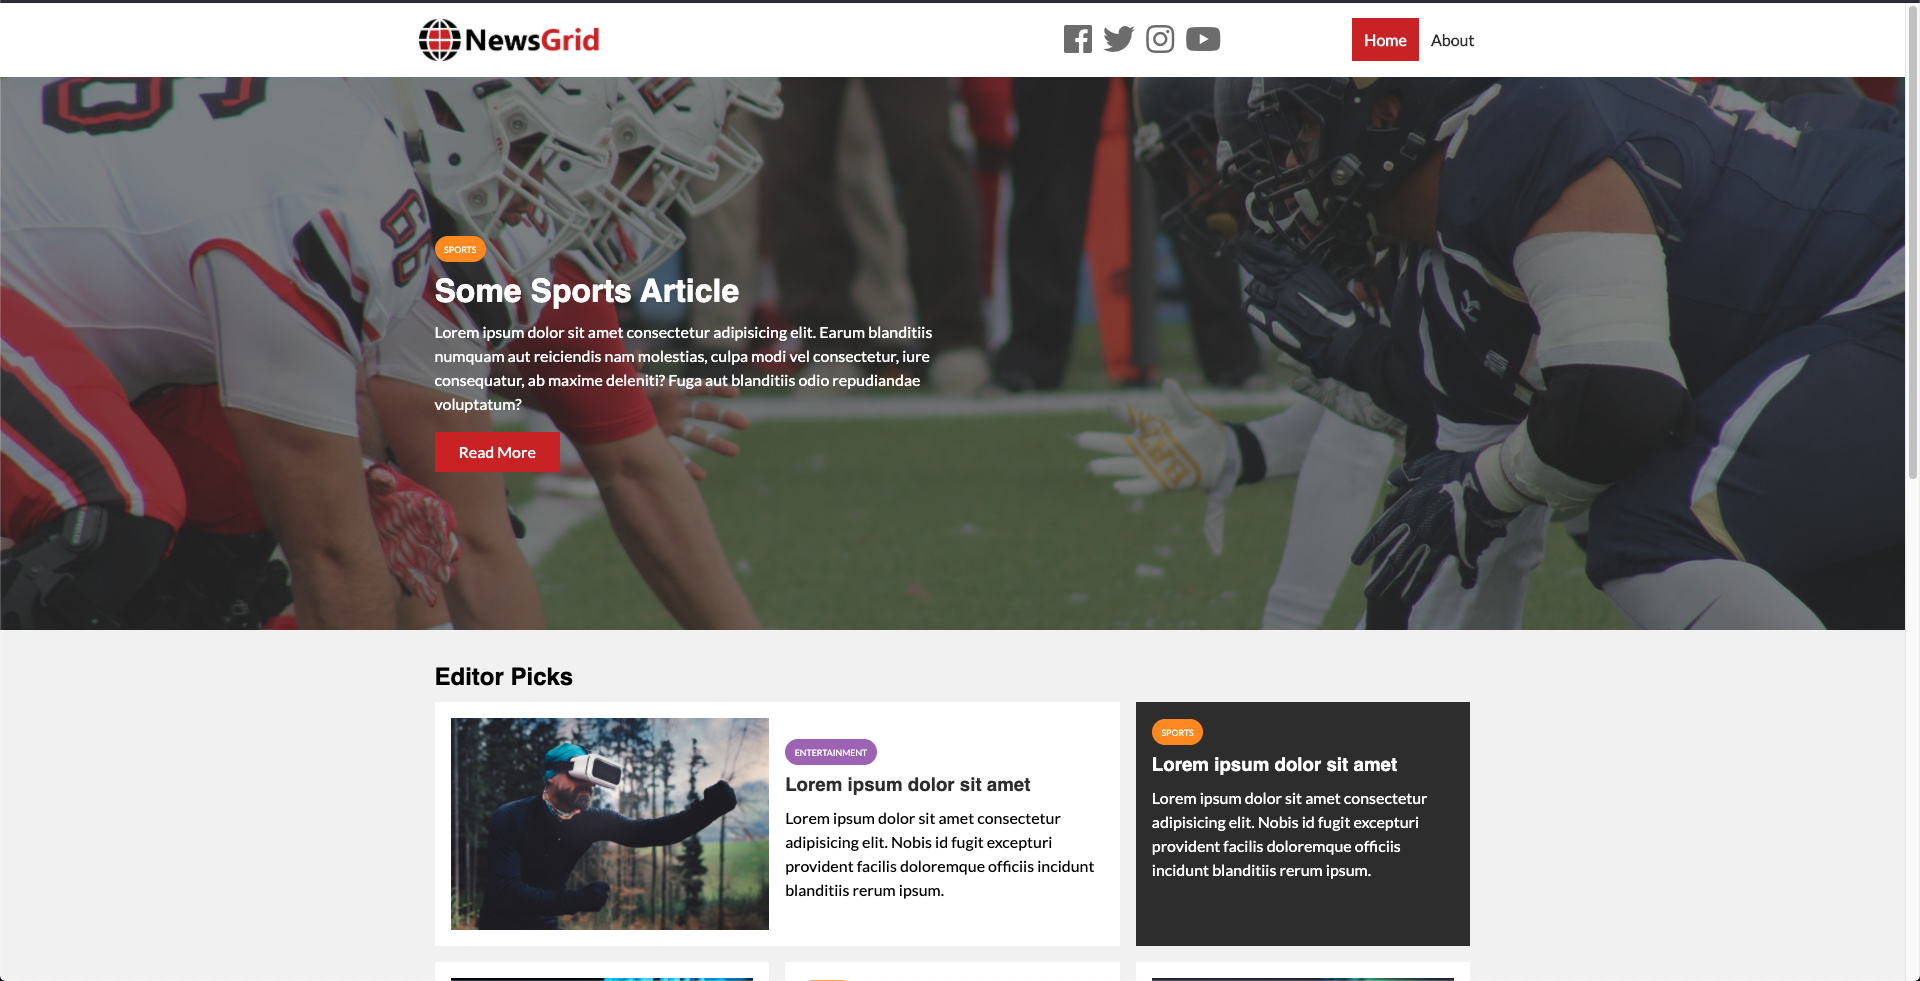 NewsGrid
Home
About
SPORTS
Some Sports Article
Lorem ipsum dolor sit amet consectetur adipisicing elit. Earum blanditiis
numquam aut reiciendis nam molestias, culpa modi vel consectetur, iure
consequatur, ab maxime deleniti? Fuga aut blanditiis odio repudiandae
voluptatum?
Read More
Editor Picks
ENTERTAINMENT
Lorem ipsum dolor sit amet
Lorem ipsum dolor sit amet consectetur
adipisicing elit. Nobis id fugit excepturi
provident facilis doloremque officiis incidunt
blanditiis rerum ipsum.
SPORTS
Lorem ipsum dolor sit amet
Lorem ipsum dolor sit amet consectetur
adipisicing elit. Nobis id fugit excepturi
provident facilis doloremque officiis
incidunt blanditiis rerum ipsum.